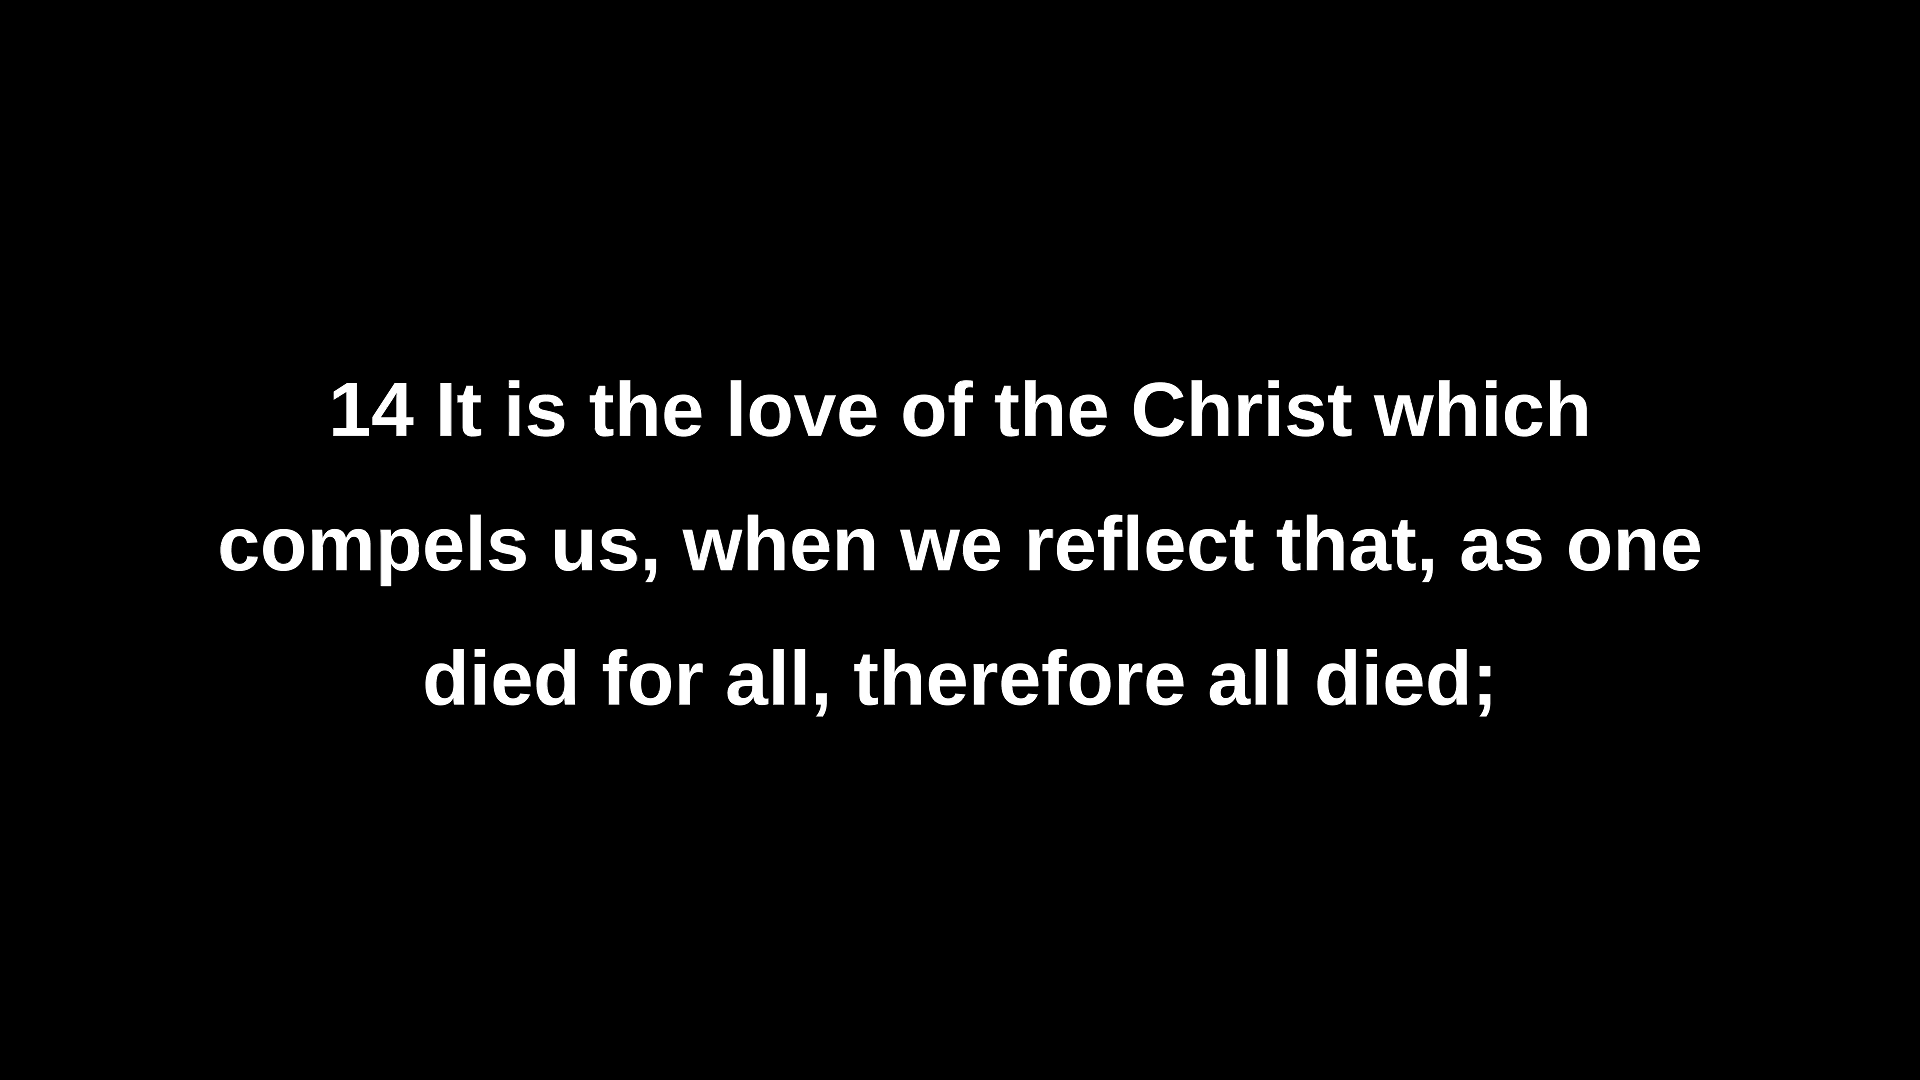 14 It is the love of the Christ which
compels us, when we reflect that, as one
died for all, therefore all died;